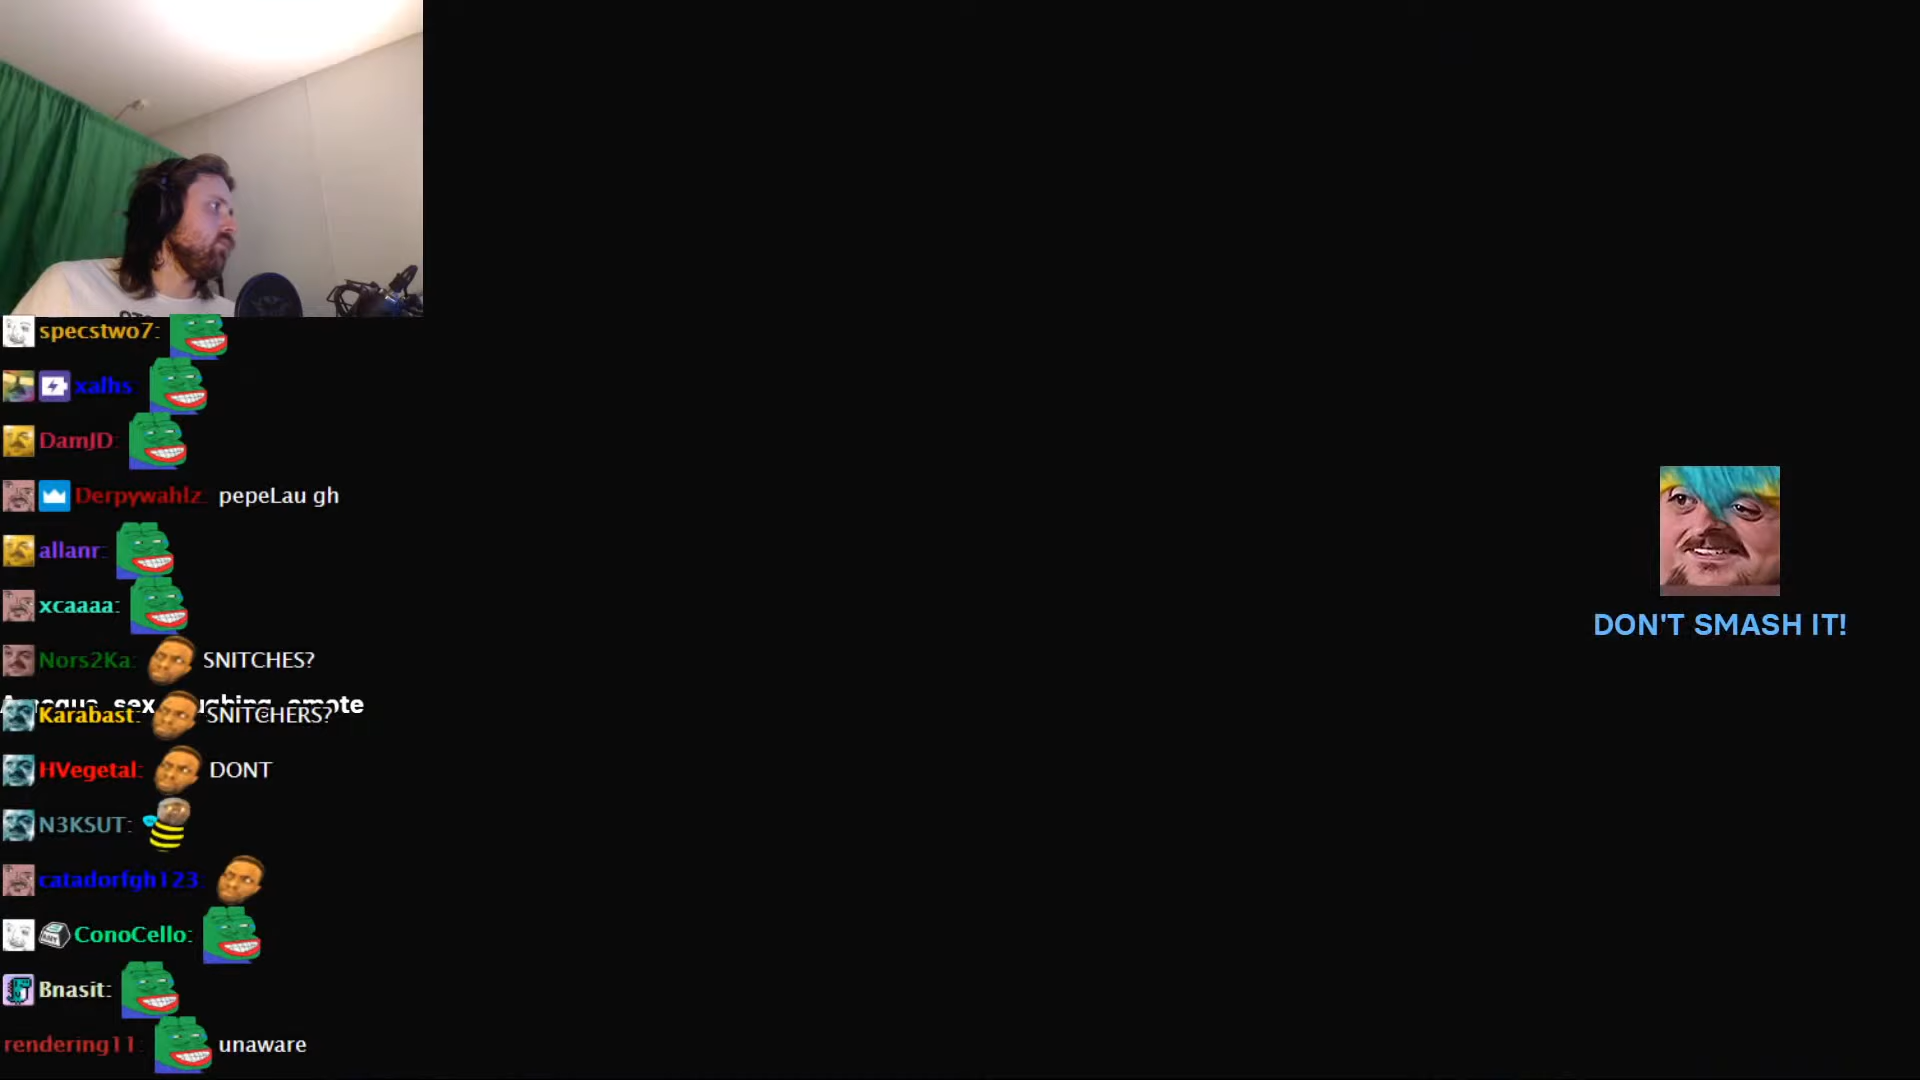 specstwo7:
xalhs
DamJD:
Derpywahlz: pepeLau gh
allanr:
xcaaaa:
Nors2Ka: SNITCHES?
emote
Karabast: SNITCHERS?
HVegetal: DONT
N3KSUT:
catadorfgh123:
ConoCello:
Bnasit:
rendering11: unaware
DON'T SMASH IT!